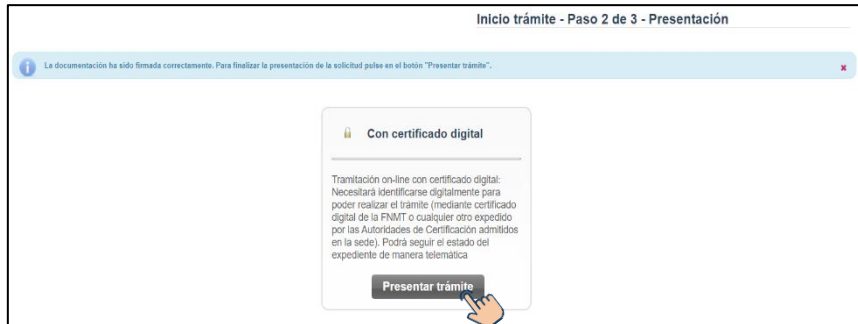 Inicio trámite - Paso 2 de 3 - Presentación
La documentación ha sido firmada correctamente. Para finalizar la presentación de la solicitud pulse en el botón "Presentar trámite".
Con certificado digital
Tramitación on-line con certificado digital:
Necesitará identificarse digitalmente para
poder realizar el trámite (mediante certificado
digital de la FNMT o cualquier otro expedido
por las Autoridades de Certificación admitidos
en la sede). Podrá seguir el estado del
expediente de manera telemática
Presentar trámite